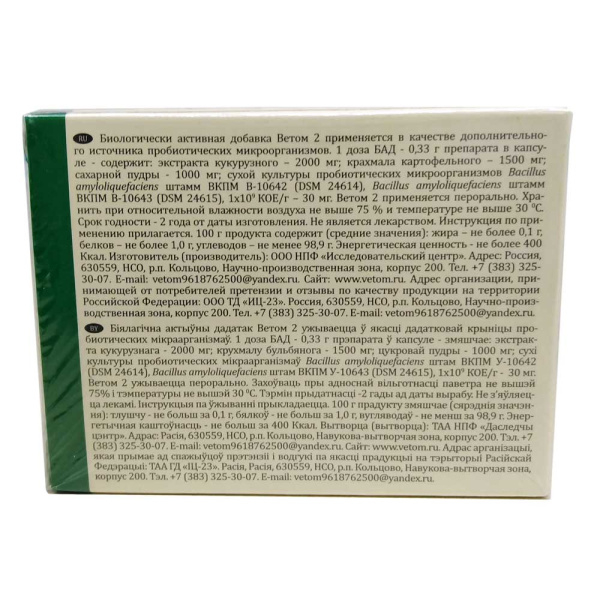 RU Биологически активная добавка Ветом 2 применяется в качестве дополнительно-
го источника пробиотических микроорганизмов. 1 доза БАД - 0,33 г препарата в капсу-
ле - содержит: экстракта кукурузного – 2000 мг; крахмала картофельного – 1500 мг;
сахарной пудры - 1000 мг; сухой культуры пробиотических микроорганизмов Bacillus
amyloliquefaciens штамм ВКПМ В-10642 (DSM 24614), Bacillus amyloliquefaciens штамм
ВКПМ В-10643 (DSM 24615), 1х10⁹ КОЕ/г – 30 мг. Ветом 2 применяется перорально. Хра-
нить при относительной влажности воздуха не выше 75 % и температуре не выше 30 ⁰С.
Срок годности - 2 года от даты изготовления. Не является лекарством. Инструкция по при-
менению прилагается. 100 г продукта содержит (средние значения): жира – не более 0,1 г,
белков – не более 1,0 г, углеводов – не менее 98,9 г. Энергетическая ценность - не более 400
Ккал. Изготовитель (производитель): ООО НПФ «Исследовательский центр». Адрес: Россия,
630559, НСО, р.п. Кольцово, Научно-производственная зона, корпус 200. Тел. +7 (383) 325-
30-07. E-mail: vetom9618762500@yandex.ru. Сайт: www.vetom.ru. Адрес организации, при-
нимающей от потребителей претензии и отзывы по качеству продукции на территории
Российской Федерации: ООО ТД «ИЦ-23». Россия, 630559, НСО, р.п. Кольцово, Научно-произ-
водственная зона, корпус 200. Тел. +7 (383) 325-30-07. E-mail: vetom9618762500@yandex.ru.
BY Біялагічна актыўны дадатак Ветом 2 ужываецца ў якасці дадатковай крыніцы про-
біотических мікраарганізмаў. 1 доза БАД - 0,33 г прэпарата ў капсуле - змяшчае: экстрак-
та кукурузнага - 2000 мг; крухмалу бульбянога - 1500 мг; цукровай пудры - 1000 мг; сухі
культуры пробіотических мікраарганізмаў Bacillus amyloliquefaciens штам ВКПМ У-10642
(DSM 24614), Bacillus amyloliquefaciens штам ВКПМ У-10643 (DSM 24615), 1х10⁹ КОЕ/г - 30 мг.
Ветом 2 ужываецца перорально. Захоўваць пры адноснай вільготнасці паветра не вышэй
75% і тэмпературы не вышэй 30 ⁰С. Тэрмін прыдатнасці -2 гады ад даты вырабу. Не з’яўляец-
ца лекамі. Інструкцыя па ўжыванні прыкладаецца. 100 г прадукту змяшчае (сярэднія значэн-
ні): тлушчу - не больш за 0,1 г, бялкоў - не больш за 1,0 г, вугляводаў - не менш за 98,9 г. Энер-
гетычная каштоўнасць - не больш за 400 Ккал. Вытворца (вытворца): ТАА НПФ «Даследчы
цэнтр». Адрас: Расія, 630559, НСО, р.п. Кольцово, Навукова-вытворчая зона, корпус 200. Тэл. +7
(383) 325-30-07. E-mail: vetom9618762500@yandex.ru. Сайт: www.vetom.ru. Адрас арганізацыі,
якая прымае ад спажыўцоў прэтэнзіі і водгукі па якасці прадукцыі на тэрыторыі Расійскай
Федэрацыі: ТАА ГД «ІЦ-23». Расія, Расія, 630559, НСО, р.п. Кольцово, Навукова-вытворчая зона,
корпус 200. Тэл. +7 (383) 325-30-07. E-mail: vetom9618762500@yandex.ru.